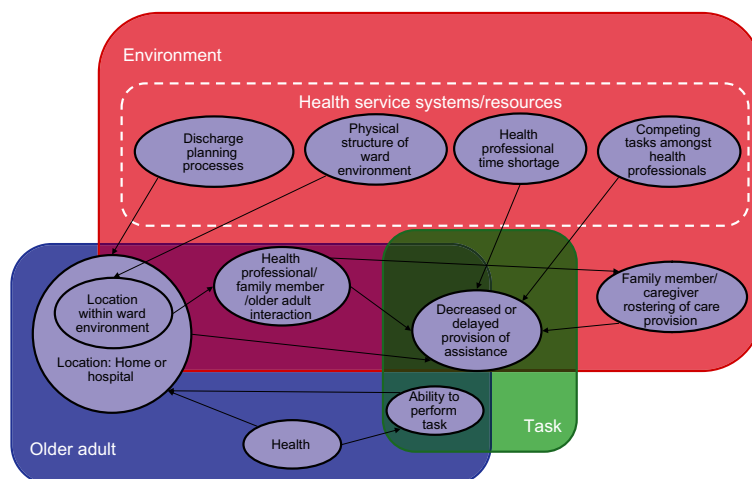 Environment
Health service systems/resources
Discharge
planning
processes
Physical
structure of
ward
environment
Health
professional
time shortage
Competing
tasks amongst
health
professionals
Health
professional/
family member
/older adult
interaction
Location
within ward
environment
Location: Home or
hospital
Decreased or
delayed
provision of
assistance
Family member/
caregiver
rostering of care
provision
Ability to
perform
task
Health
Older adult
Task